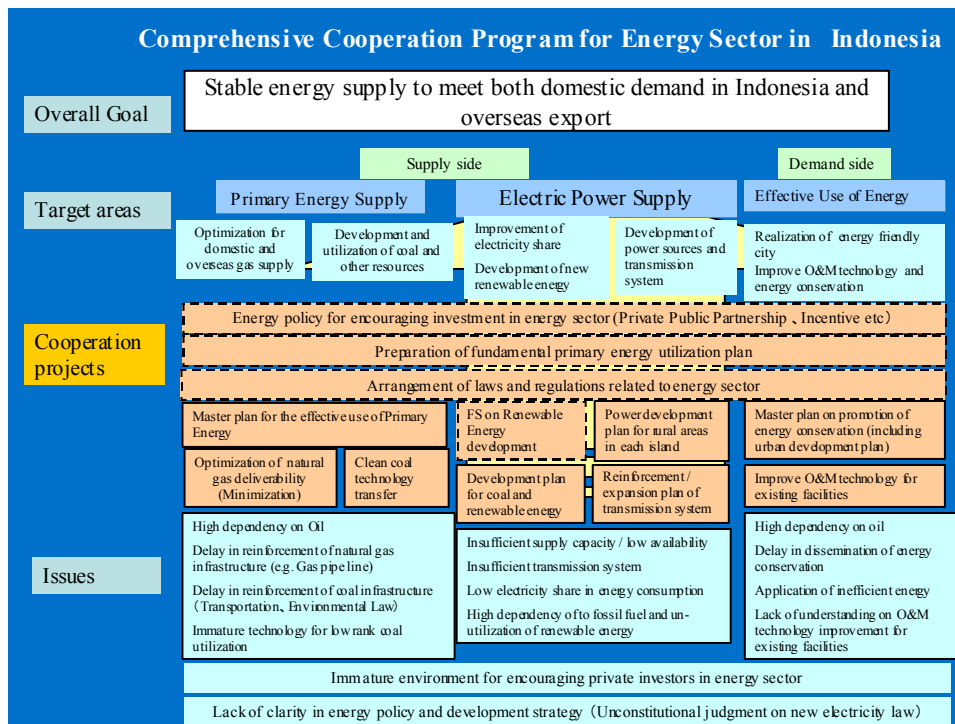 Comprehensive Cooperation Program for Energy Sector in Indonesia
Overall Goal
Stable energy supply to meet both domestic demand in Indonesia and
overseas export
Supply side
Demand side
Target areas
Primary Energy Supply
Electric Power Supply
Effective Use of Energy
Optimization for
domestic and
overseas gas supply
Development and
utilization of coal and
other resources
Improvement of
electricity share
Development of new
renewable energy
Development of
power sources and
transmission
system
Realization of energy friendly
city
Improve O&M technology and
energy conservation
Cooperation
projects
Energy policy for encouraging investment in energy sector (Private Public Partnership、Incentive etc）
Preparation of fundamental primary energy utilization plan
Arrangement of laws and regulations related to energy sector
Master plan for the effective use of Primary
Energy
FS on Renewable
Energy
development
Power development
plan for rural areas
in each island
Master plan on promotion of
energy conservation (including
urban development plan)
Optimization of natural
gas deliverability
(Minimization)
Clean coal
technology
transfer
Development plan
for coal and
renewable energy
Reinforcement /
expansion plan of
transmission system
Improve O&M technology for
existing facilities
Issues
High dependency on Oil
Delay in reinforcement of natural gas
infrastructure (e.g. Gas pipe line)
Delay in reinforcement of coal infrastructure
（Transportation、Environmental Law）
Immature technology for low rank coal
utilization
Insufficient supply capacity / low availability
Insufficient transmission system
Low electricity share in energy consumption
High dependency of to fossil fuel and un-
utilization of renewable energy
High dependency on oil
Delay in dissemination of energy
conservation
Application of inefficient energy
Lack of understanding on O&M
technology improvement for
existing facilities
Immature environment for encouraging private investors in energy sector
Lack of clarity in energy policy and development strategy（Unconstitutional judgment on new electricity law）